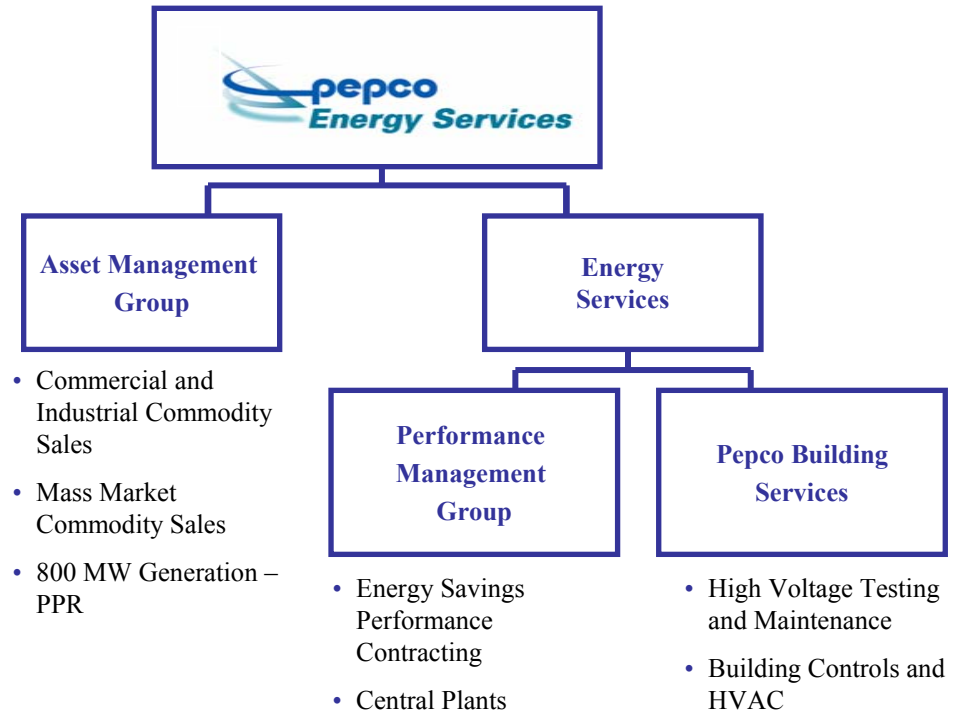 pepco
Energy Services
Asset Management
Group
Energy
Services
• Commercial and
Industrial Commodity
Sales
• Mass Market
Commodity Sales
• 800 MW Generation –
PPR
Performance
Management
Group
Pepco Building
Services
• Energy Savings
Performance
Contracting
• Central Plants
• High Voltage Testing
and Maintenance
• Building Controls and
HVAC